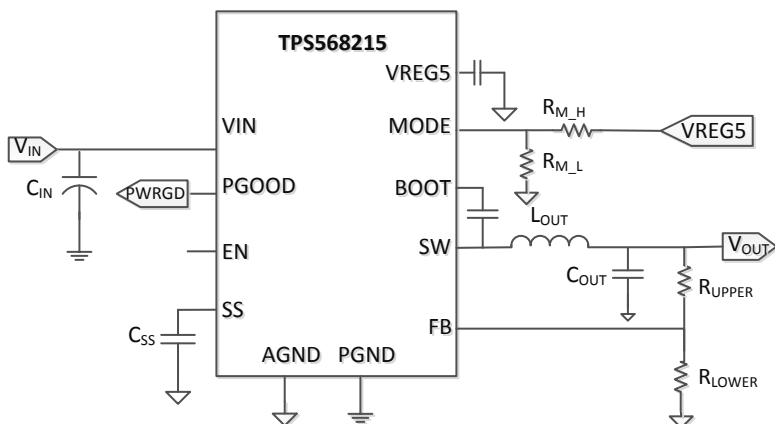 TPS568215
VREG5
R_M_H
VIN
MODE
VREG5
V_IN
R_M_L
C_IN
PWRGD
PGOOD
BOOT
L_OUT
EN
SW
V_OUT
C_OUT
R_UPPER
SS
FB
C_SS
AGND
PGND
R_LOWER